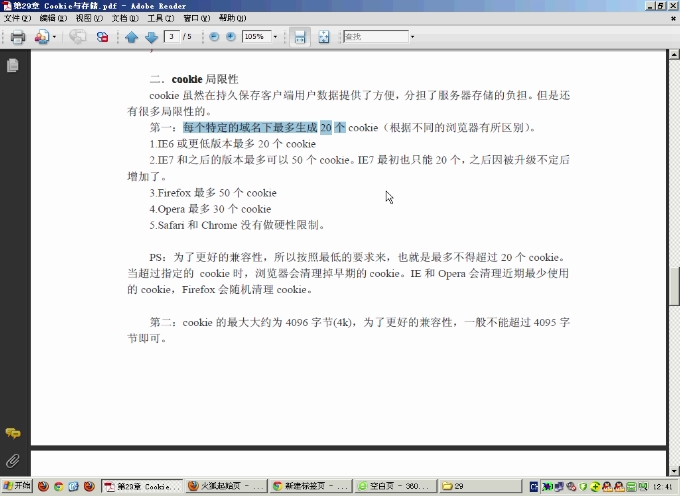 第29章 Cookie与存储.pdf - Adobe Reader
文件(F) 编辑(E) 视图(V) 文档(D) 工具(T) 窗口(W) 帮助(H)
3 / 5 105% 查找
二．cookie 局限性
cookie 虽然在持久保存客户端用户数据提供了方便，分担了服务器存储的负担。但是还
有很多局限性的。
第一：每个特定的域名下最多生成 20 个 cookie（根据不同的浏览器有所区别）。
1.IE6 或更低版本最多 20 个 cookie
2.IE7 和之后的版本最多可以 50 个 cookie。IE7 最初也只能 20 个，之后因被升级不定后
增加了。
3.Firefox 最多 50 个 cookie
4.Opera 最多 30 个 cookie
5.Safari 和 Chrome 没有做硬性限制。
PS：为了更好的兼容性，所以按照最低的要求来，也就是最多不得超过 20 个 cookie。
当超过指定的 cookie 时，浏览器会清理掉早期的 cookie。IE 和 Opera 会清理近期最少使用
的 cookie，Firefox 会随机清理 cookie。
第二：cookie 的最大大约为 4096 字节(4k)，为了更好的兼容性，一般不能超过 4095 字
节即可。
开始 第29章 Cookie... 火狐起始页 - ... 新建标签页 - ... 空白页 - 360... 29 12:41